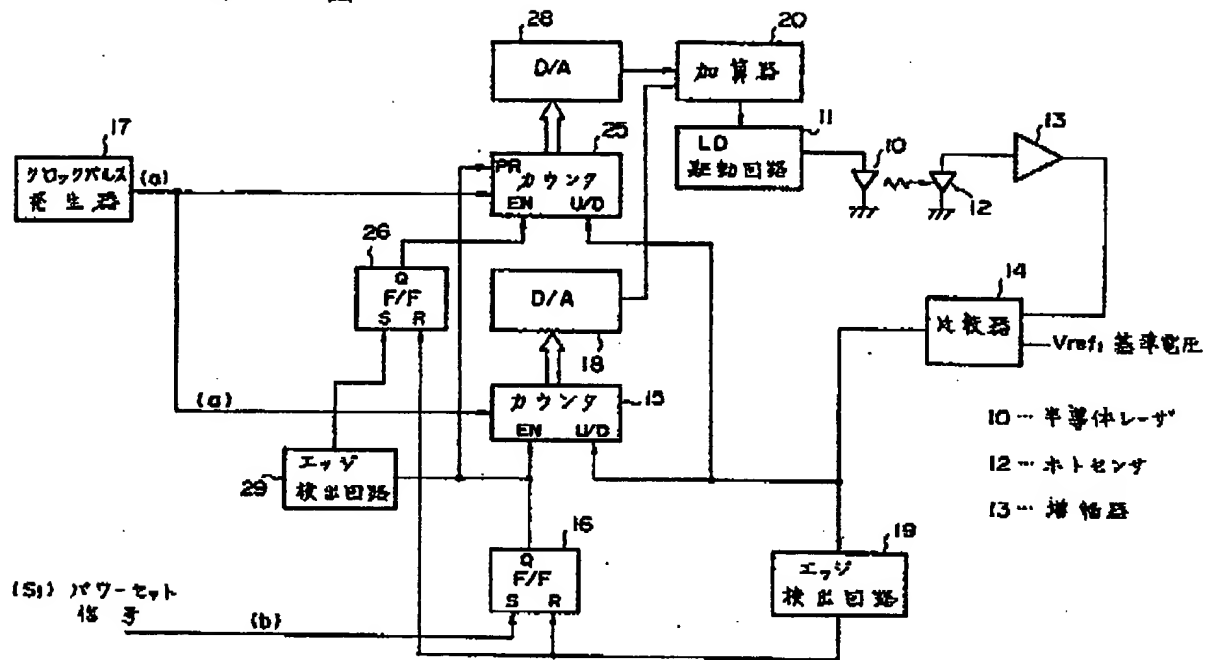 図
28
D/A
20
加算器
11
LD
駆動回路
10
12
13
17
クロックパルス
発生器
(a)
25
PR
カウンタ
EN U/D
26
Q
F/F
S R
D/A
18
14
比較器
Vref; 基準電圧
(a)
カウンタ
EN U/D
15
エッジ
検出回路
29
16
Q
F/F
S R
19
エッジ
検出回路
(S1) パワーセット
信号
(b)
10…半導体レーザ
12…ホトセンサ
13…増幅器